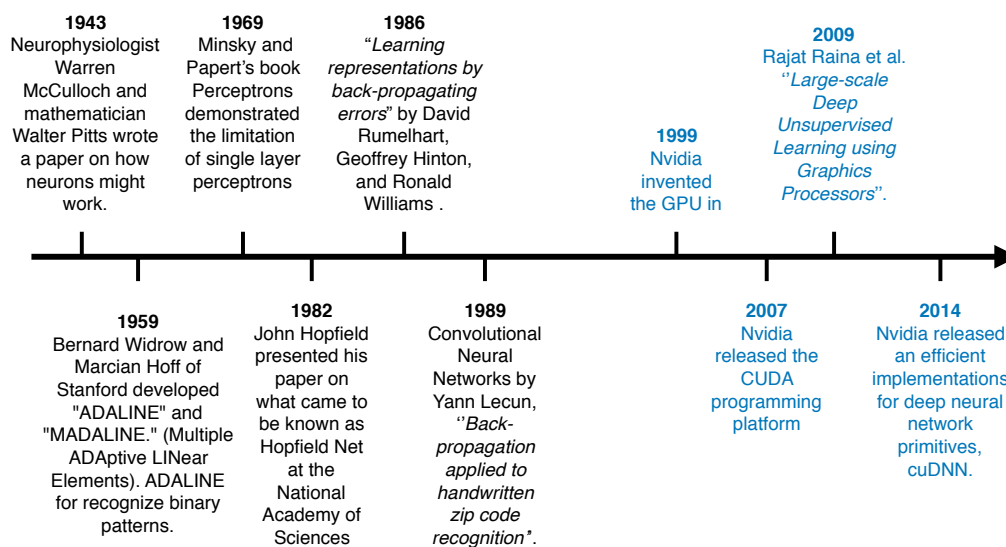 1943
Neurophysiologist
Warren
McCulloch and
mathematician
Walter Pitts wrote
a paper on how
neurons might
work.
1969
Minsky and
Papert's book
Perceptrons
demonstrated
the limitation
of single layer
perceptrons
1986
“Learning
representations by
back-propagating
errors” by David
Rumelhart,
Geoffrey Hinton,
and Ronald
Williams .
1999
Nvidia
invented
the GPU in
2009
Rajat Raina et al.
‘’Large-scale
Deep
Unsupervised
Learning using
Graphics
Processors’’.
1959
Bernard Widrow and
Marcian Hoff of
Stanford developed
"ADALINE" and
"MADALINE." (Multiple
ADAptive LINear
Elements). ADALINE
for recognize binary
patterns.
1982
John Hopfield
presented his
paper on
what came to
be known as
Hopfield Net
at the
National
Academy of
Sciences
1989
Convolutional
Neural
Networks by
Yann Lecun,
‘’Back-
propagation
applied to
handwritten
zip code
recognition”.
2007
Nvidia
released the
CUDA
programming
platform
2014
Nvidia released
an efficient
implementations
for deep neural
network
primitives,
cuDNN.